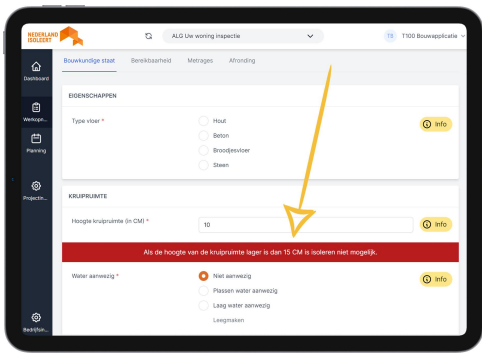 NEDERLAND
ISOLEERT
ALG Uw woning inspectie
TS
T100 Bouwapplicatie
Dashboard
Bouwkundige staat
Bereikbaarheid
Metrages
Afronding
EIGENSCHAPPEN
Werkopn...
Type vloer *
Hout
Info
Beton
Planning
Broodjesvloer
Steen
Projectin...
KRUIPRUIMTE
Hoogte kruipruimte (in CM) *
10
Info
Als de hoogte van de kruipruimte lager is dan 15 CM is isoleren niet mogelijk.
Water aanwezig *
Niet aanwezig
Info
Plassen water aanwezig
Laag water aanwezig
Leegmaken
Bedrijfsin...